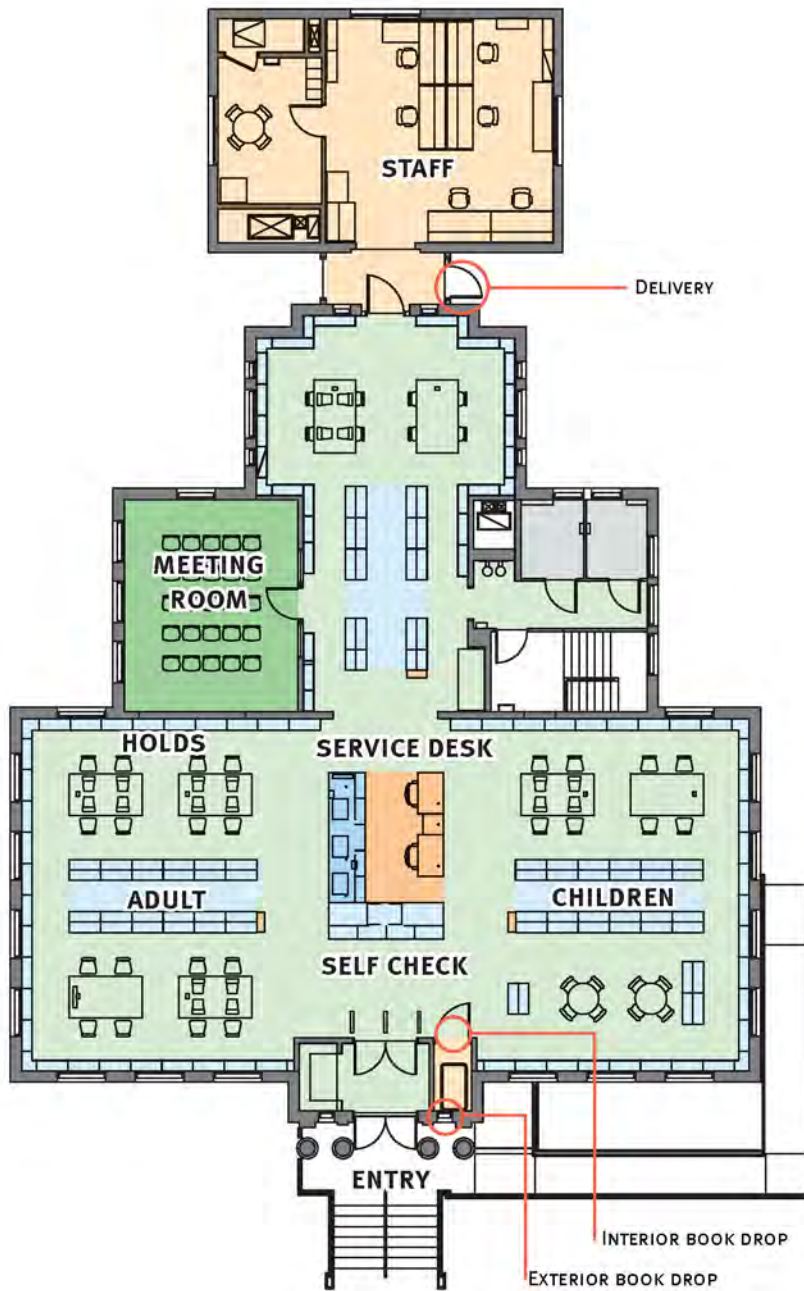 STAFF
DELIVERY
MEETING
ROOM
HOLDS
SERVICE DESK
ADULT
CHILDREN
SELF CHECK
ENTRY
INTERIOR BOOK DROP
EXTERIOR BOOK DROP